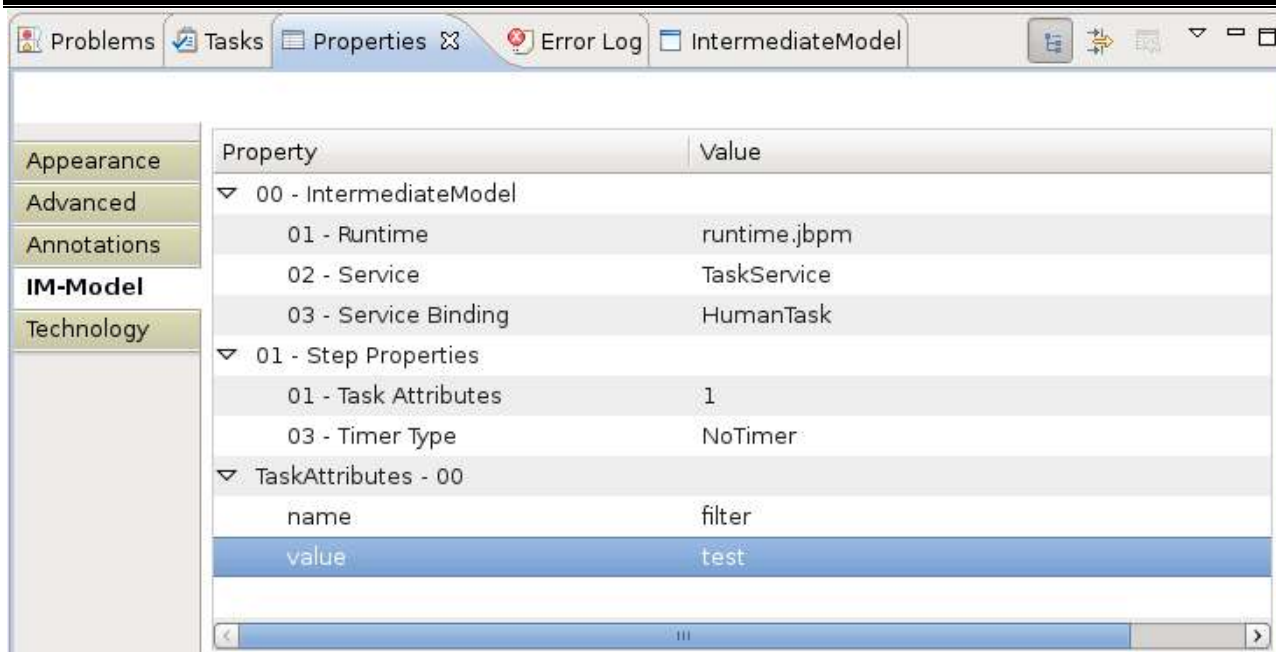 Problems Tasks Properties Error Log IntermediateModel
Property Value
Appearance
Advanced
Annotations
IM-Model
Technology
00 - IntermediateModel
01 - Runtime runtime.jbpm
02 - Service TaskService
03 - Service Binding HumanTask
01 - Step Properties
01 - Task Attributes 1
03 - Timer Type NoTimer
TaskAttributes - 00
name filter
value test